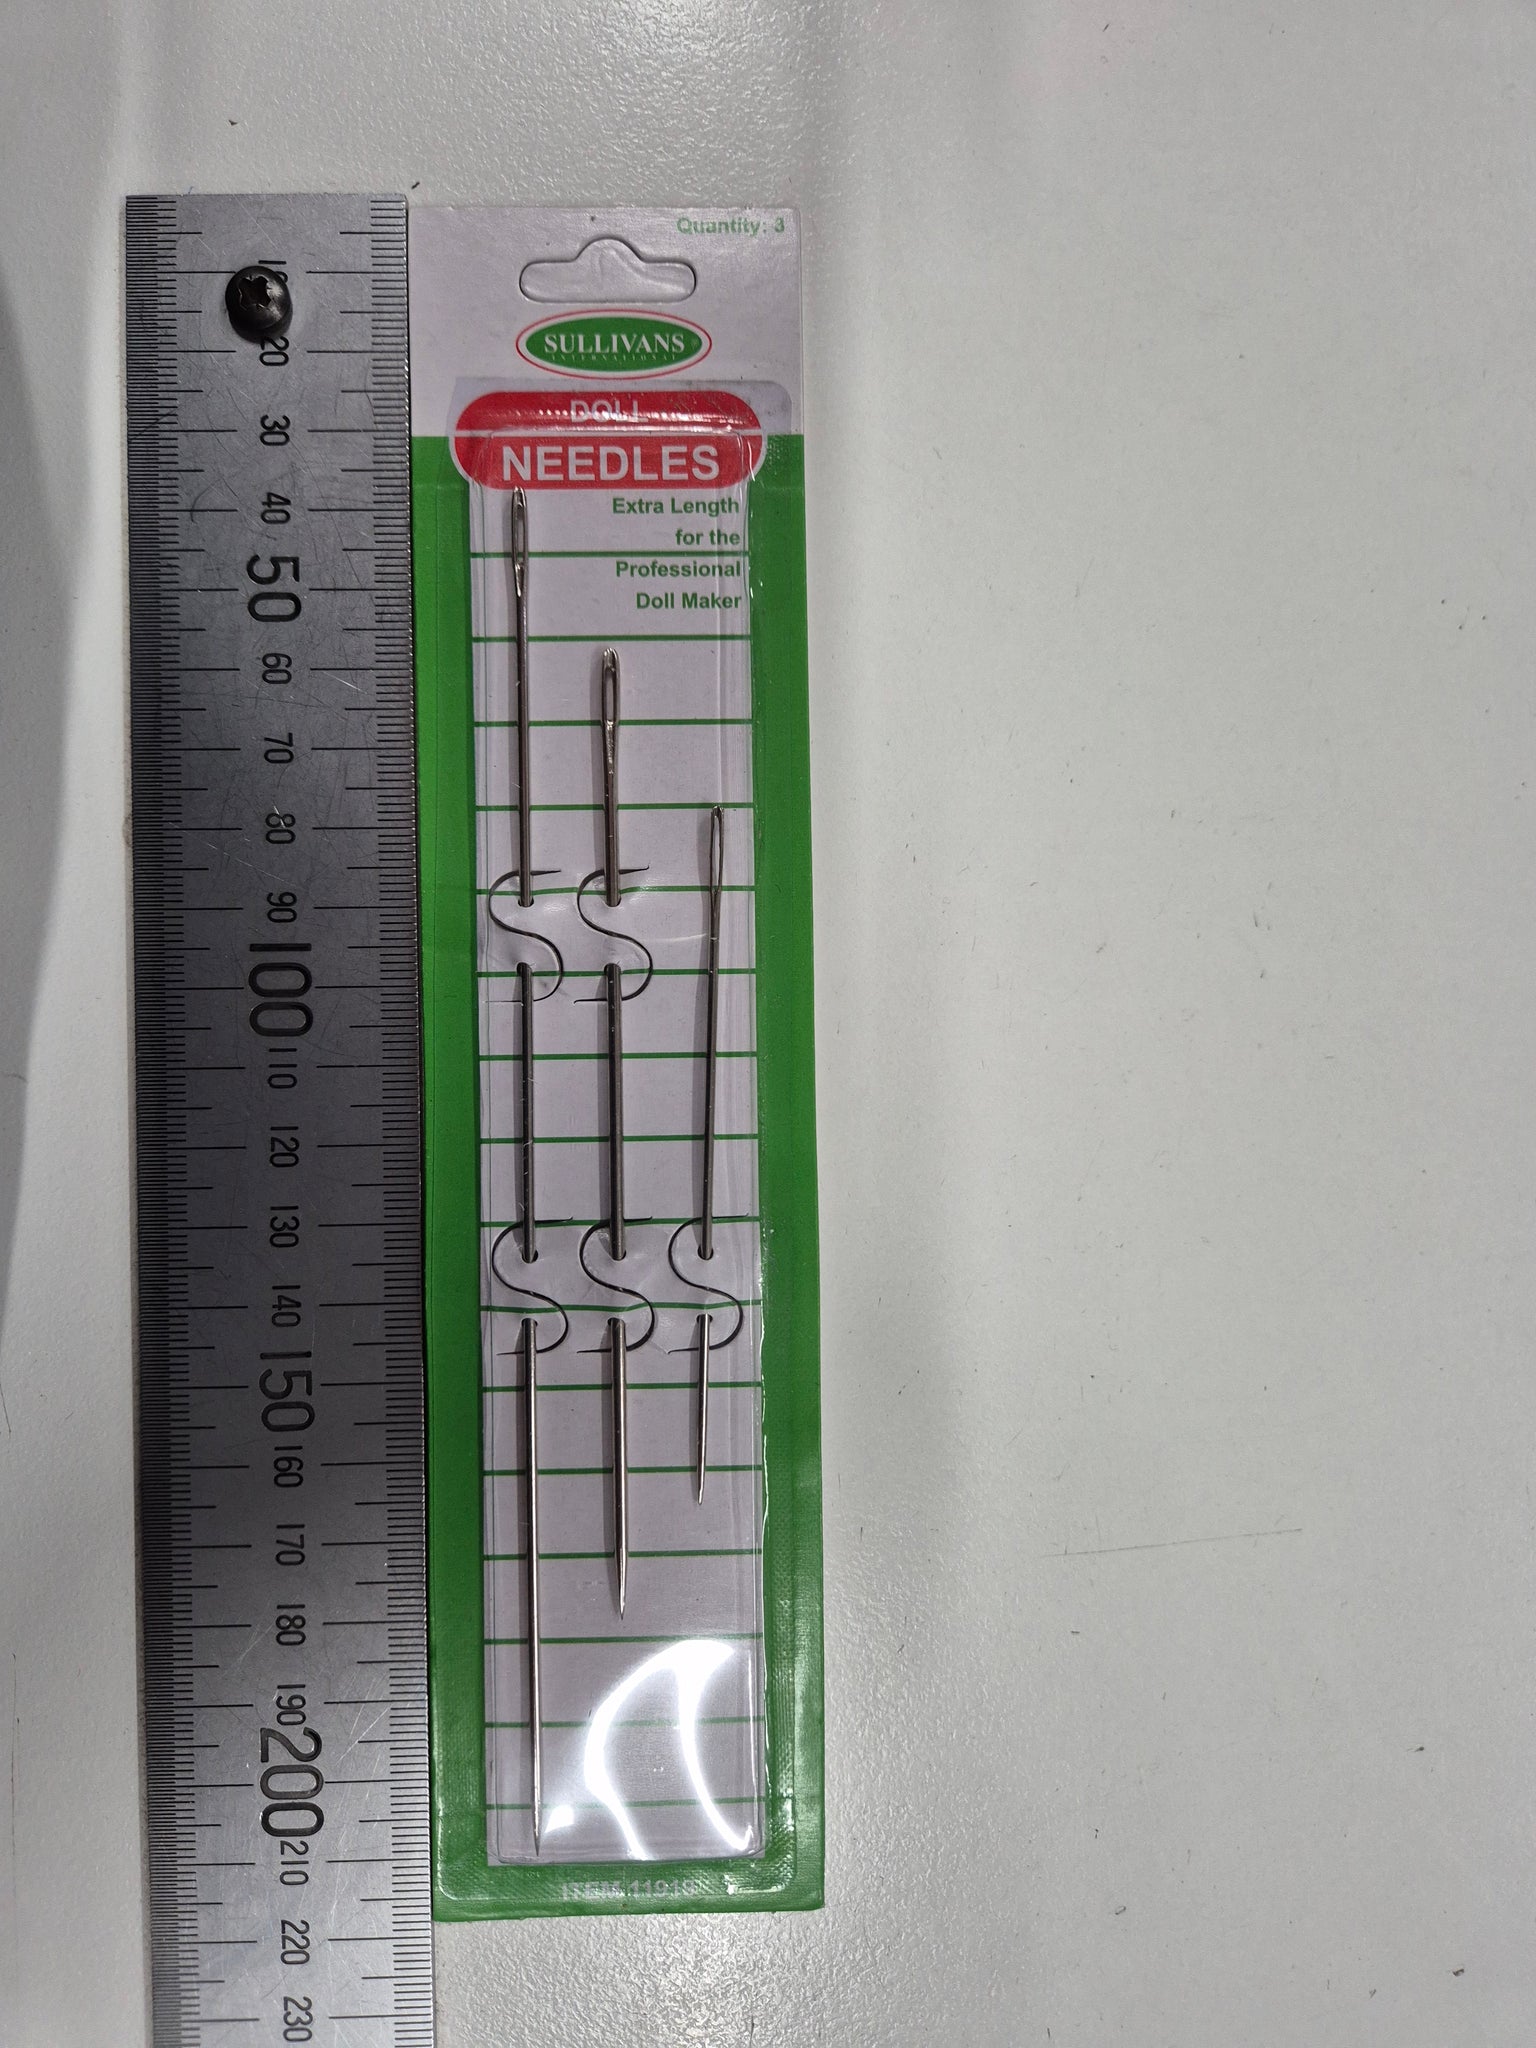 20
30
40
50
60
70
80
90
100
110
120
130
140
150
160
170
180
190
200
210
220
230
Quantity: 3
SULLIVANS
INTERNATIONAL
DOLL
NEEDLES
Extra Length
for the
Professional
Doll Maker
ITEM